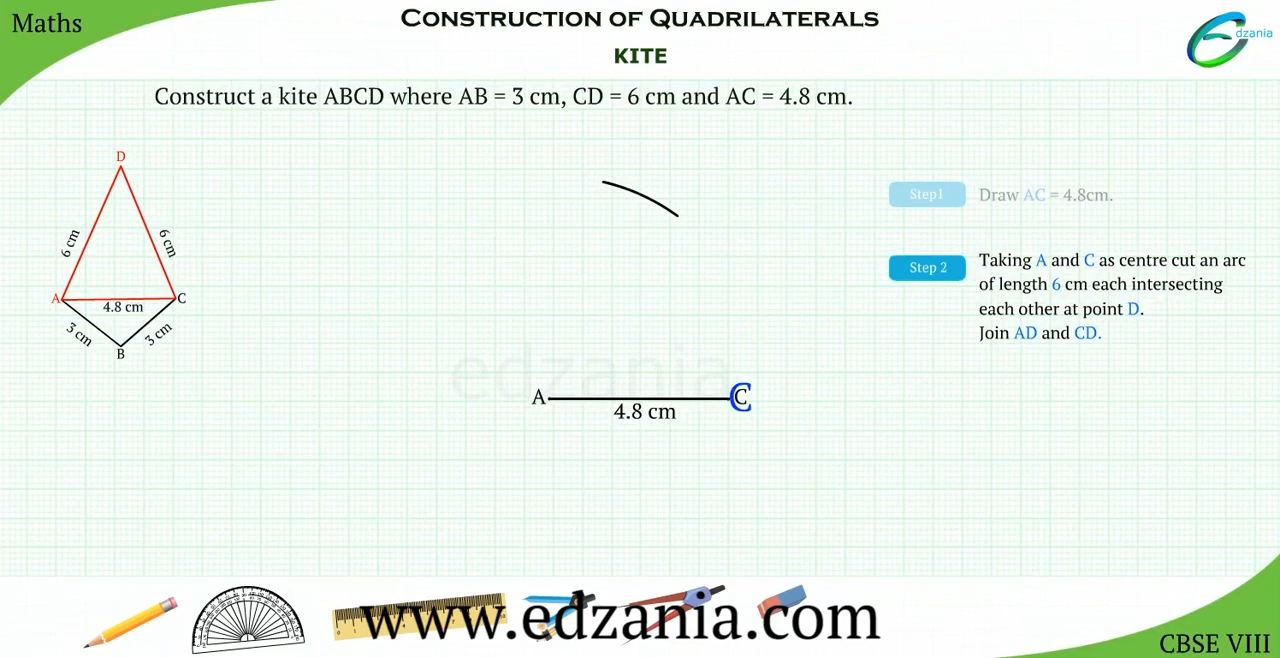 Maths
CONSTRUCTION OF QUADRILATERALS
KITE
dzania
Construct a kite ABCD where AB = 3 cm, CD = 6 cm and AC = 4.8 cm.
D
6 cm
6 cm
A
C
4.8 cm
3 cm
3 cm
B
Step1
Draw AC = 4.8cm.
Step 2
Taking A and C as centre cut an arc
of length 6 cm each intersecting
each other at point D.
Join AD and CD.
edzania
A
C
4.8 cm
www.edzania.com
CBSE VIII